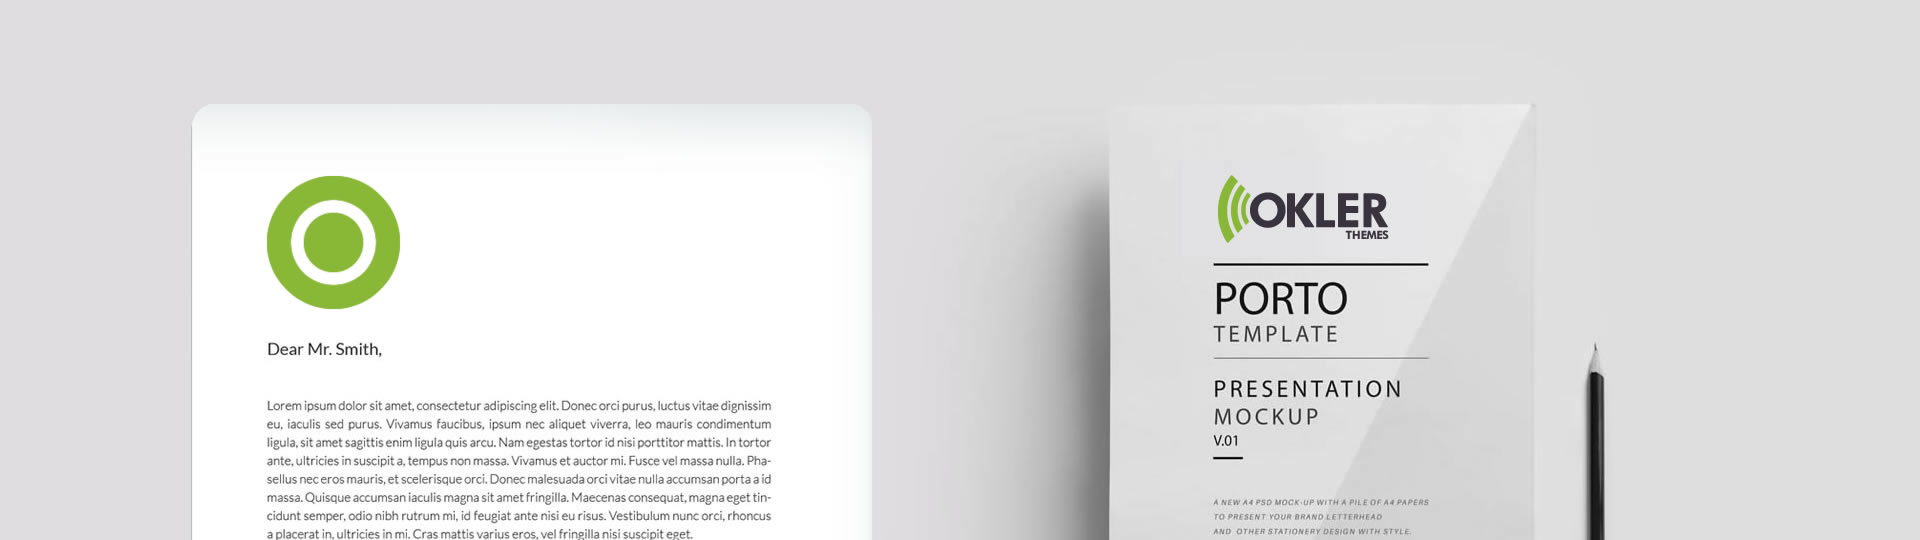 Dear Mr. Smith,
Lorem ipsum dolor sit amet, consectetur adipiscing elit. Donec orci purus, luctus vitae dignissim
eu, iaculis sed purus. Vivamus faucibus, ipsum nec aliquet viverra, leo mauris condimentum
ligula, sit amet sagittis enim ligula quis arcu. Nam egestas tortor id nisi porttitor mattis. In tortor
ante, ultricies in suscipit a, tempus non massa. Vivamus et auctor mi. Fusce vel massa nulla. Pha-
sellus nec eros mauris, et scelerisque orci. Donec malesuada orci vitae nulla accumsan porta a id
massa. Quisque accumsan iaculis magna sit amet fringilla. Maecenas consequat, magna eget tin-
cidunt semper, odio nibh rutrum mi, id feugiat ante nisi eu risus. Vestibulum nunc orci, rhoncus
a placerat in, ultricies in mi. Cras mattis varius eros, vel fringilla nisi suscipit eget.
OKLER
THEMES
PORTO
TEMPLATE
PRESENTATION
MOCKUP
V.01
A NEW A4 PSD MOCK-UP WITH A PILE OF A4 PAPERS
TO PRESENT YOUR BRAND LETTERHEAD
AND OTHER STATIONERY DESIGN WITH STYLE.